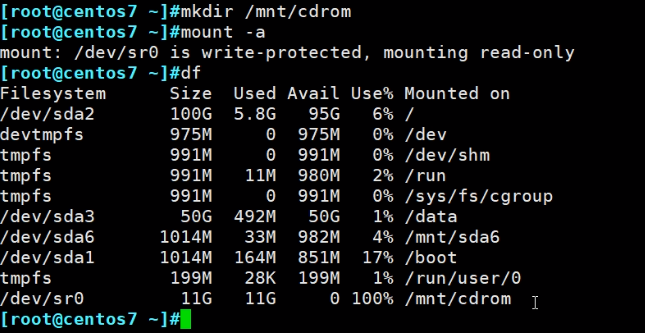 [root@centos7 ~]#mkdir /mnt/cdrom
[root@centos7 ~]#mount -a
mount: /dev/sr0 is write-protected, mounting read-only
[root@centos7 ~]#df
Filesystem      Size  Used Avail Use% Mounted on
/dev/sda2       100G  5.8G   95G   6% /
devtmpfs        975M     0  975M   0% /dev
tmpfs           991M     0  991M   0% /dev/shm
tmpfs           991M   11M  980M   2% /run
tmpfs           991M     0  991M   0% /sys/fs/cgroup
/dev/sda3        50G  492M   50G   1% /data
/dev/sda6      1014M   33M  982M   4% /mnt/sda6
/dev/sda1      1014M  164M  851M  17% /boot
tmpfs           199M   28K  199M   1% /run/user/0
/dev/sr0         11G   11G     0 100% /mnt/cdrom
[root@centos7 ~]#